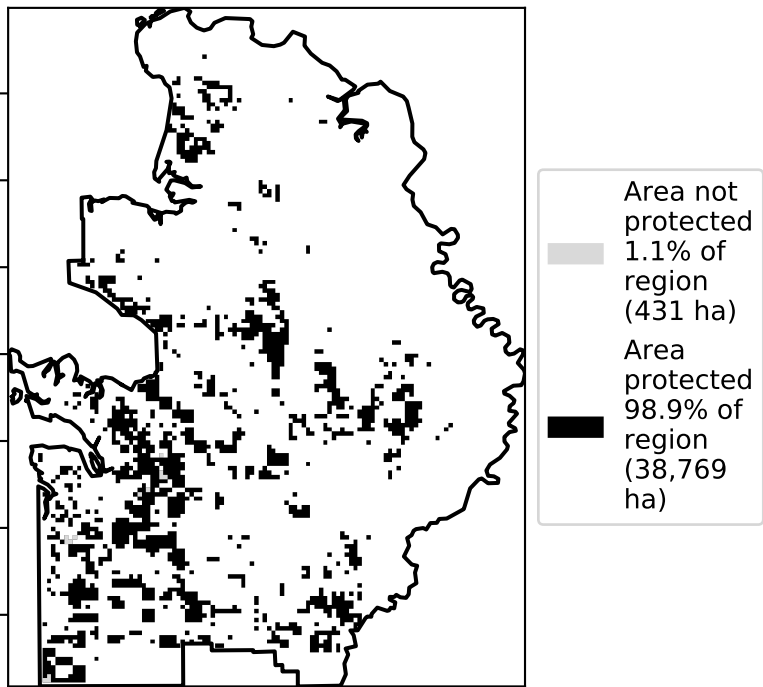 Area not
protected
1.1% of
region
(431 ha)
Area
protected
98.9% of
region
(38,769
ha)